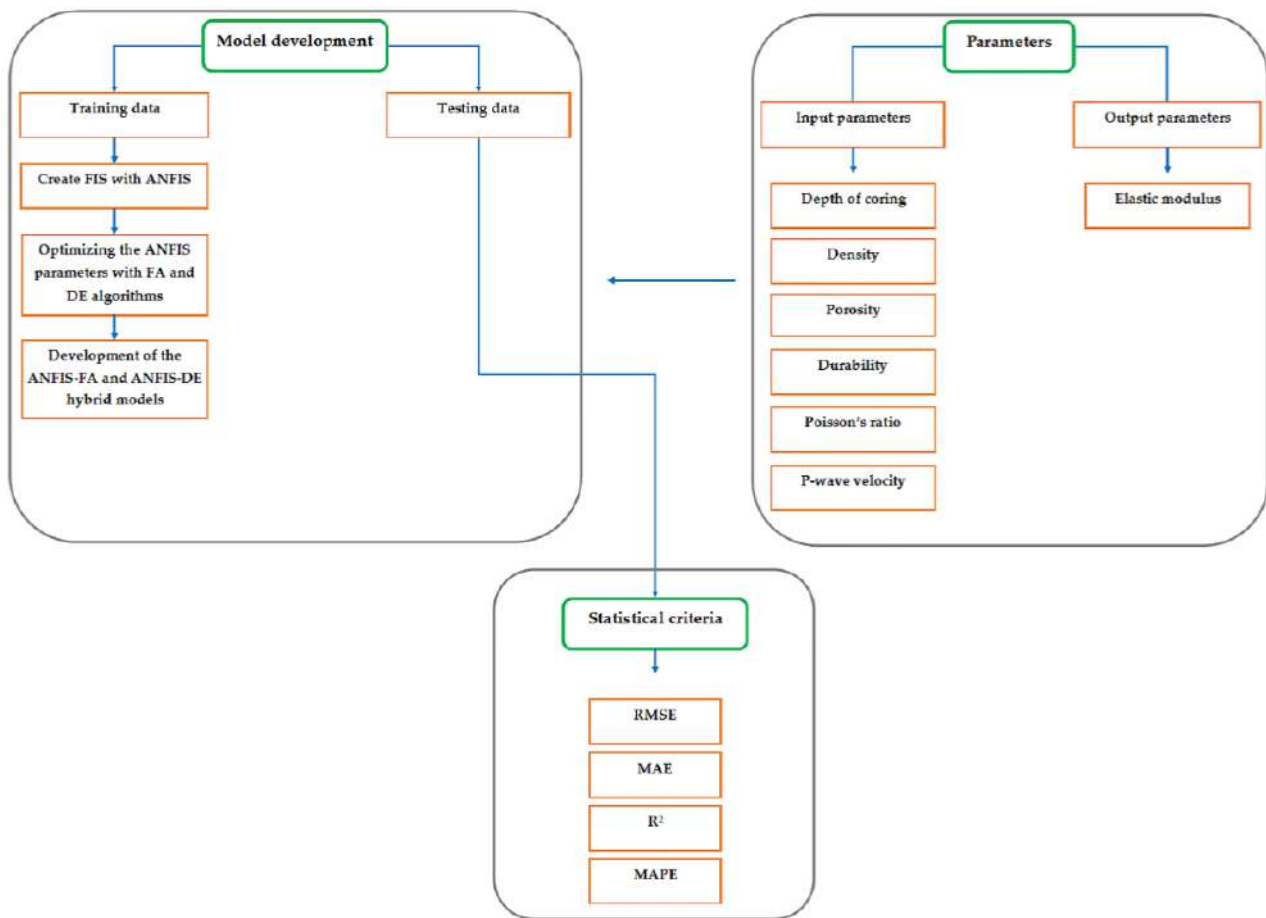 Model development
Training data
Testing data
Create FIS with ANFIS
Optimizing the ANFIS
parameters with FA and
DE algorithms
Development of the
ANFIS-FA and ANFIS-DE
hybrid models
Parameters
Input parameters
Output parameters
Depth of coring
Elastic modulus
Density
Porosity
Durability
Poisson's ratio
P-wave velocity
Statistical criteria
RMSE
MAE
R²
MAPE